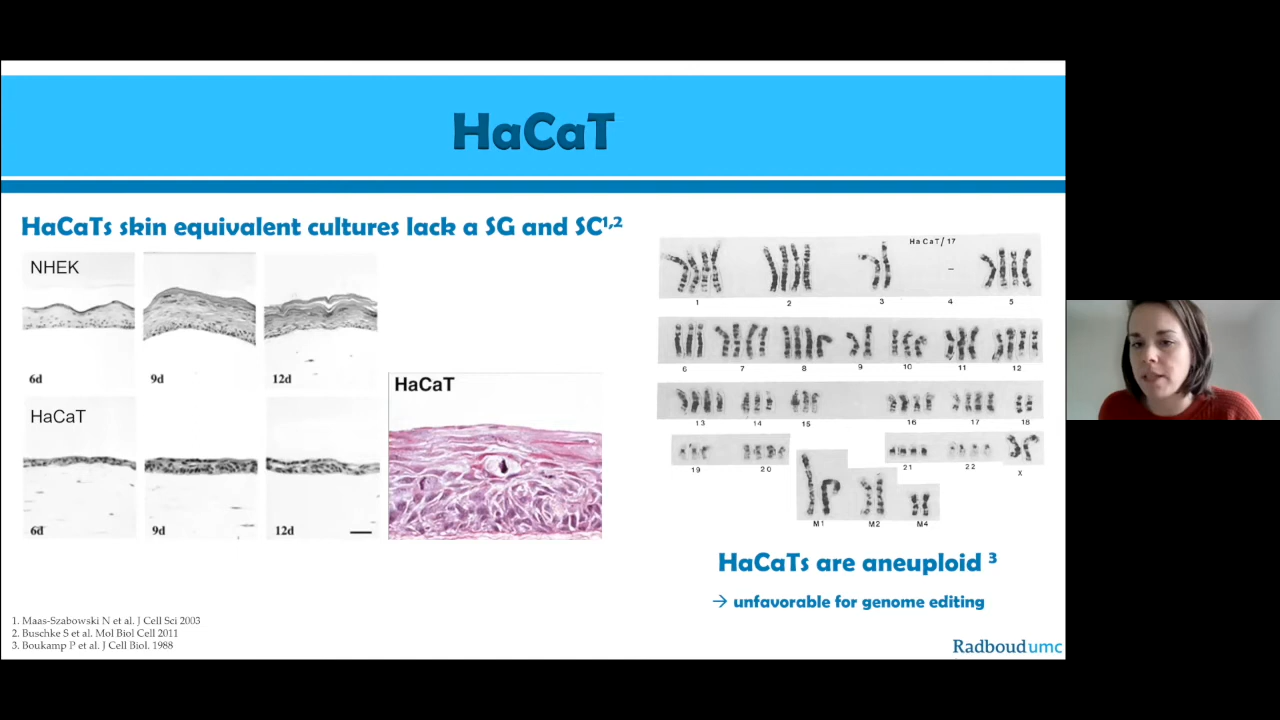 HaCaT
HaCaTs skin equivalent cultures lack a SG and SC1,2
NHEK
6d
9d
12d
HaCaT
6d
9d
12d
HaCaT
HaCaT/17
1
2
3
4
5
6
7
8
9
10
11
12
13
14
15
16
17
18
19
20
21
22
X
M1
M2
M4
HaCaTs are aneuploid 3
→ unfavorable for genome editing
1. Maas-Szabowski N et al. J Cell Sci 2003
2. Buschke S et al. Mol Biol Cell 2011
3. Boukamp P et al. J Cell Biol. 1988
Radboudumc